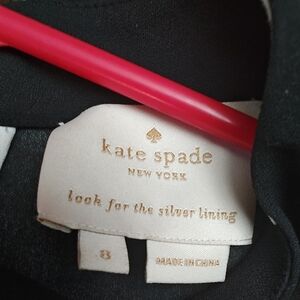 kate spade
NEW YORK
look for the silver lining
8
MADE IN CHINA